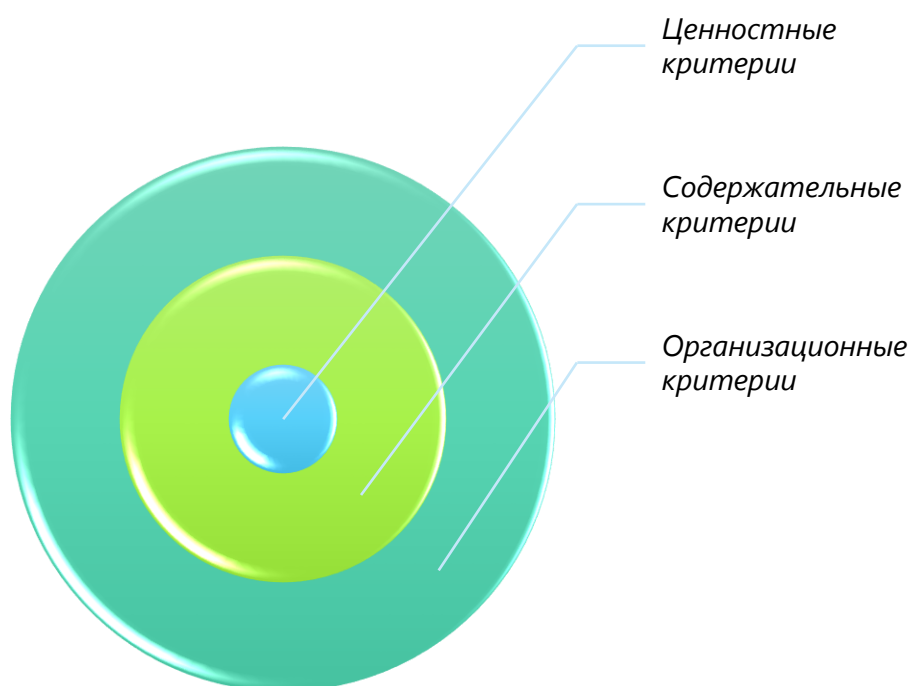 Ценностные
критерии
Содержательные
критерии
Организационные
критерии